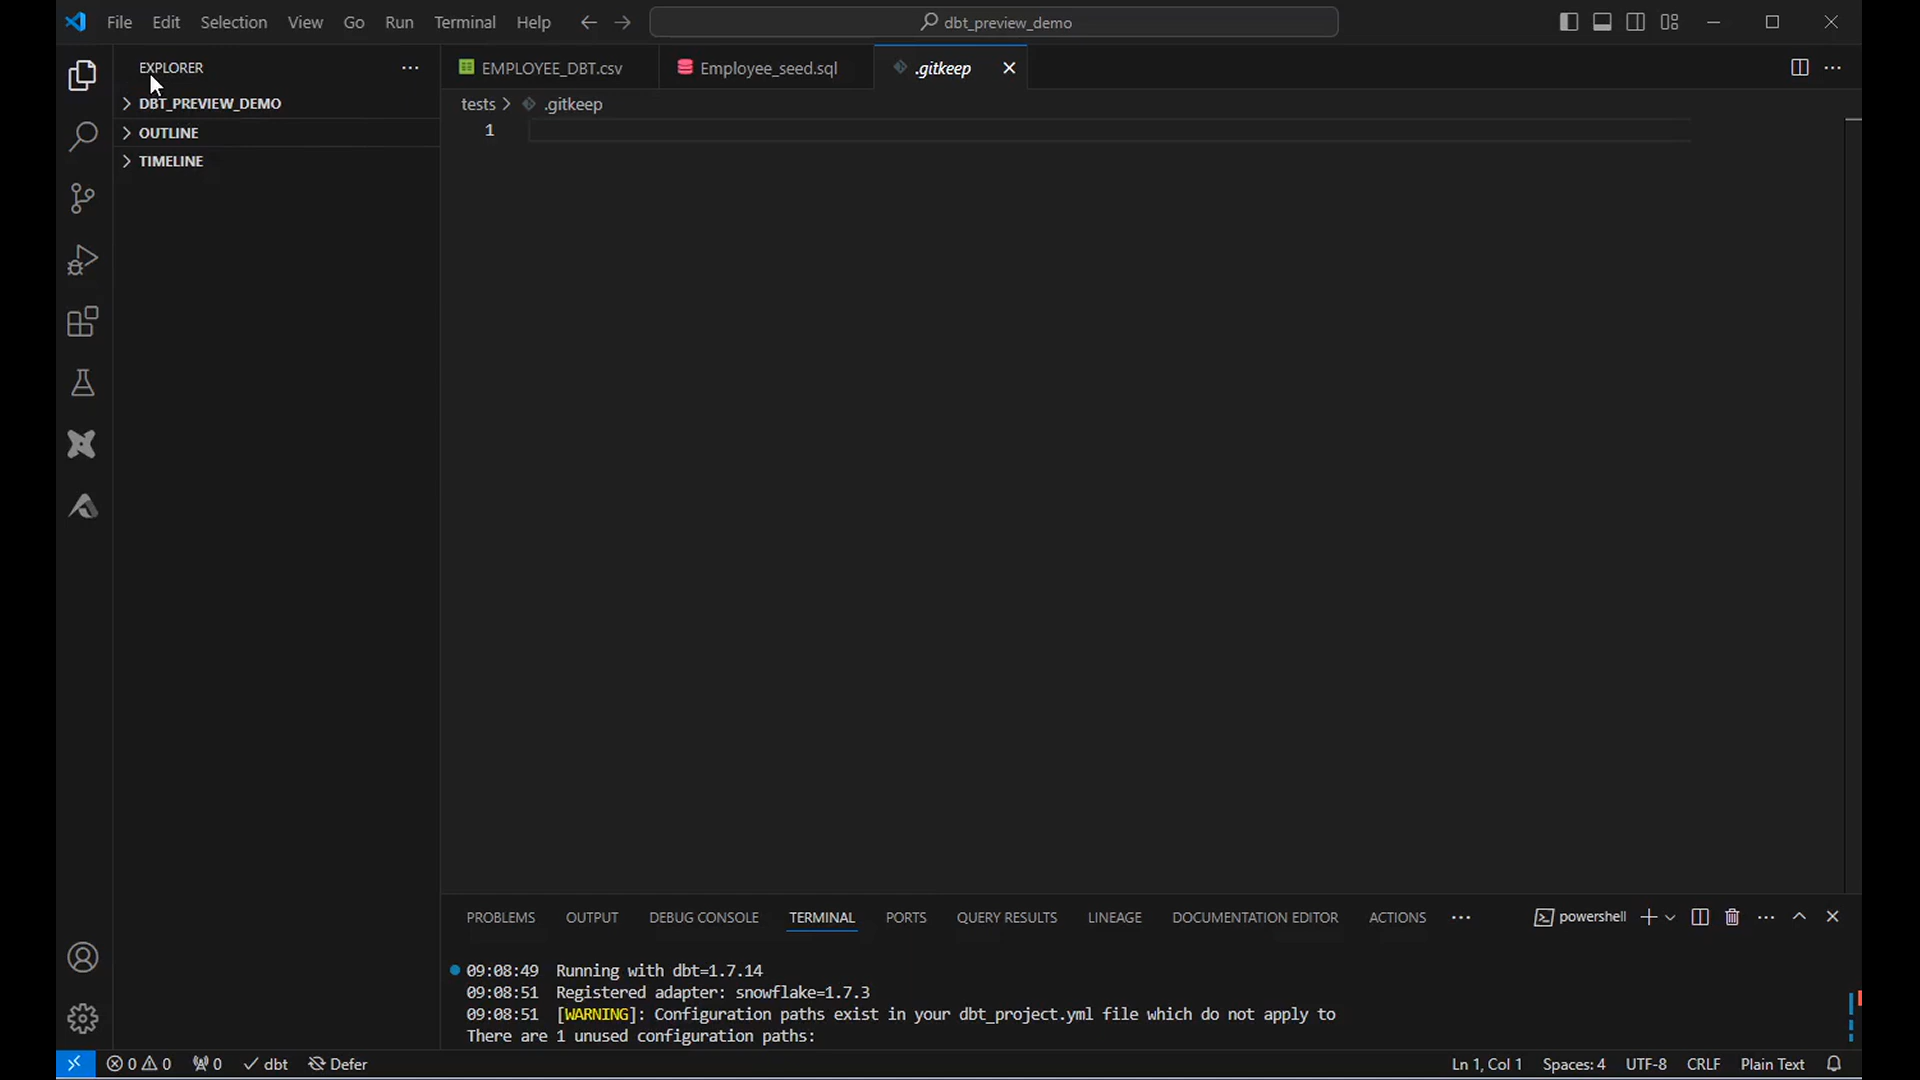 File Edit Selection View Go Run Terminal Help dbt_preview_demo
EXPLORER
DBT_PREVIEW_DEMO
OUTLINE
TIMELINE
EMPLOYEE_DBT.csv Employee_seed.sql .gitkeep
tests > .gitkeep
1
PROBLEMS OUTPUT DEBUG CONSOLE TERMINAL PORTS QUERY RESULTS LINEAGE DOCUMENTATION EDITOR ACTIONS powershell
09:08:49 Running with dbt=1.7.14
09:08:51 Registered adapter: snowflake=1.7.3
09:08:51 [WARNING]: Configuration paths exist in your dbt_project.yml file which do not apply to
There are 1 unused configuration paths:
0 0 0 dbt Defer Ln 1, Col 1 Spaces: 4 UTF-8 CRLF Plain Text